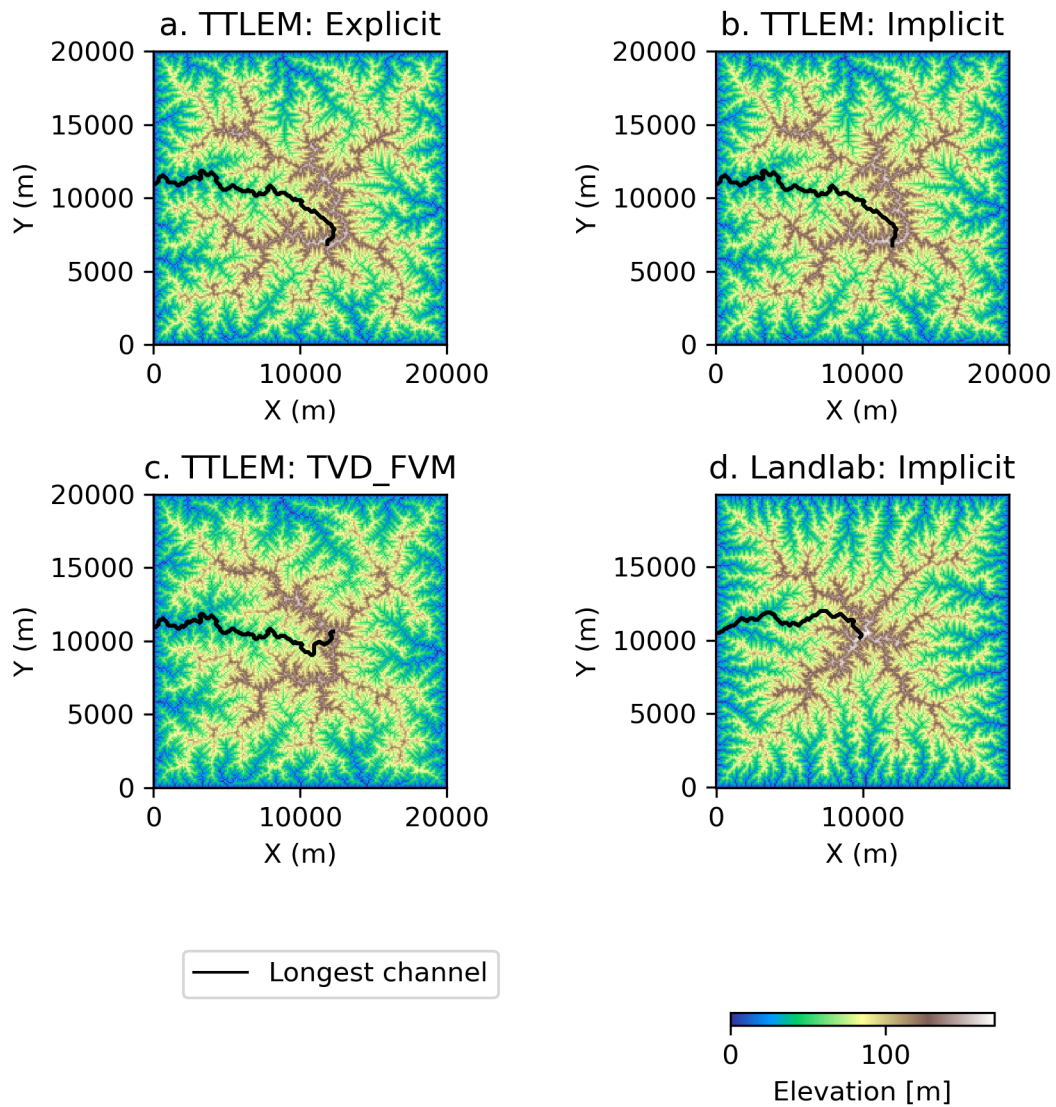 a. TTLEM: Explicit
20000
15000
10000
5000
0
Y (m)
0 10000 20000
X (m)
b. TTLEM: Implicit
20000
15000
10000
5000
0
Y (m)
0 10000 20000
X (m)
c. TTLEM: TVD_FVM
20000
15000
10000
5000
0
Y (m)
0 10000 20000
X (m)
d. Landlab: Implicit
15000
10000
5000
0
Y (m)
0 10000
X (m)
Longest channel
0 100
Elevation [m]